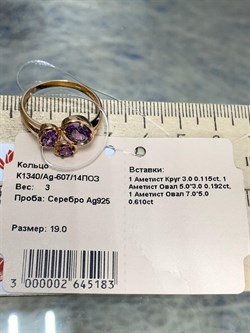 Кольцо
К1340/Ag-607/14ПОЗ
Вес: 3
Проба: Серебро Ag925
Размер: 19.0
Вставки:
1 Аметист Круг 3.0 0.115ct, 1
Аметист Овал 5.0*3.0 0.192ct,
1 Аметист Овал 7.0*5.0
0.610ct
3 000002 645183